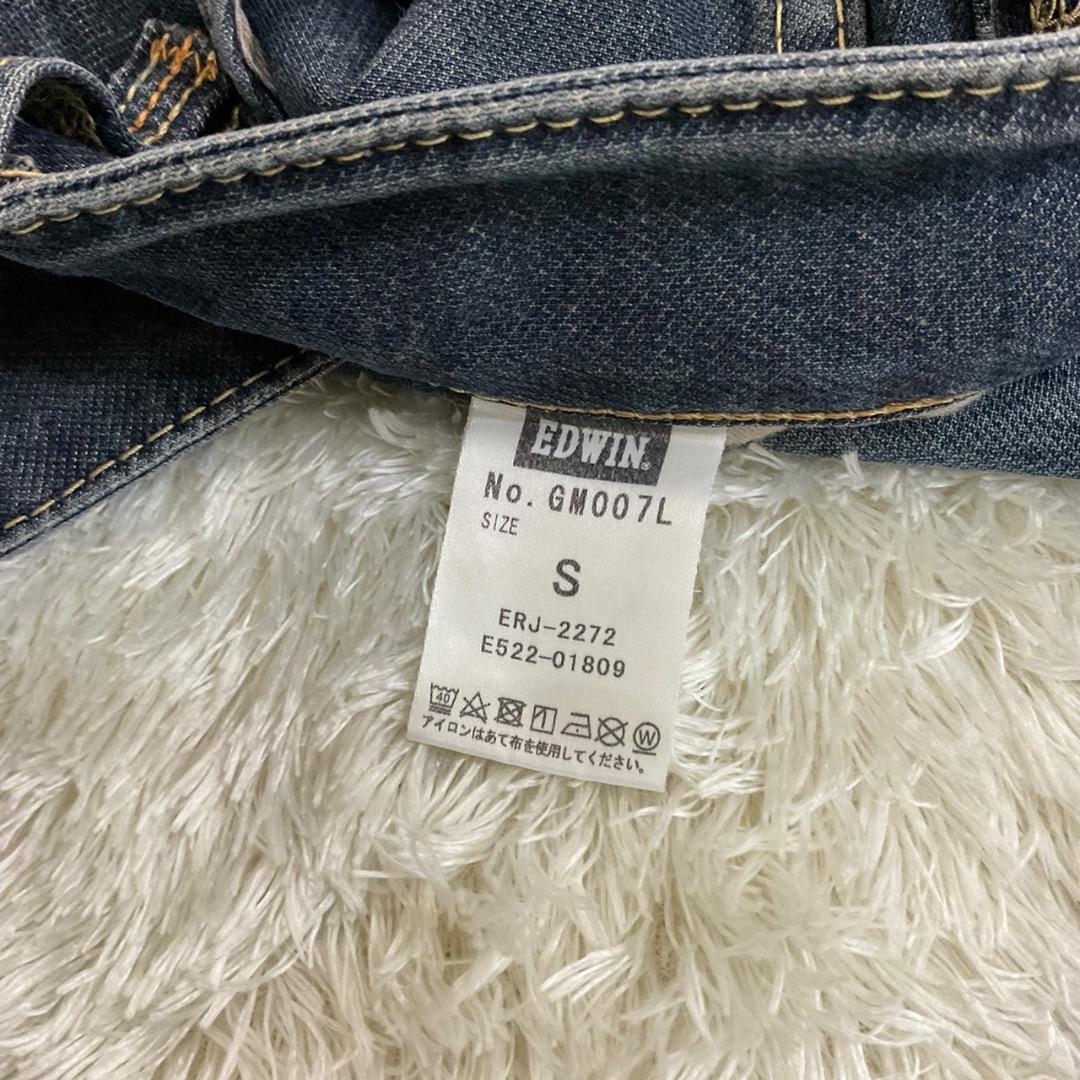 EDWIN®
No. GM007L
SIZE
S
ERJ-2272
E522-01809
40 W
アイロンはあて布を使用してください。